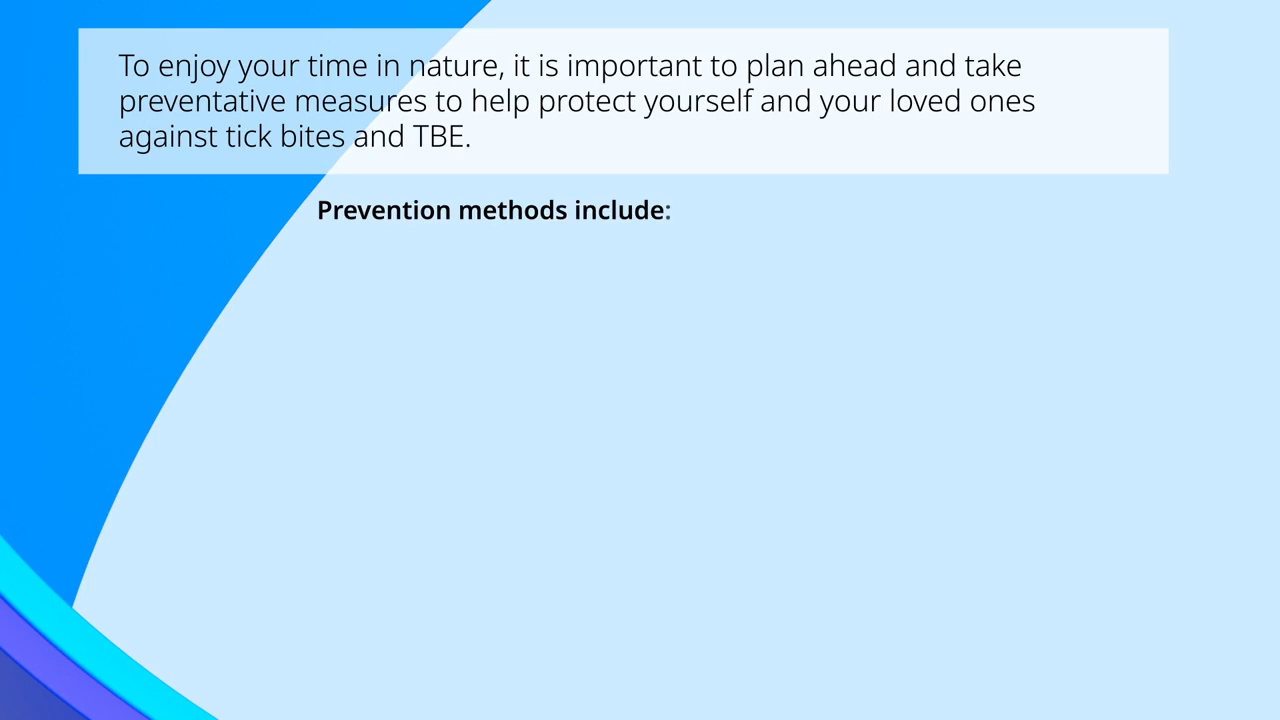 To enjoy your time in nature, it is important to plan ahead and take
preventative measures to help protect yourself and your loved ones
against tick bites and TBE.
Prevention methods include: